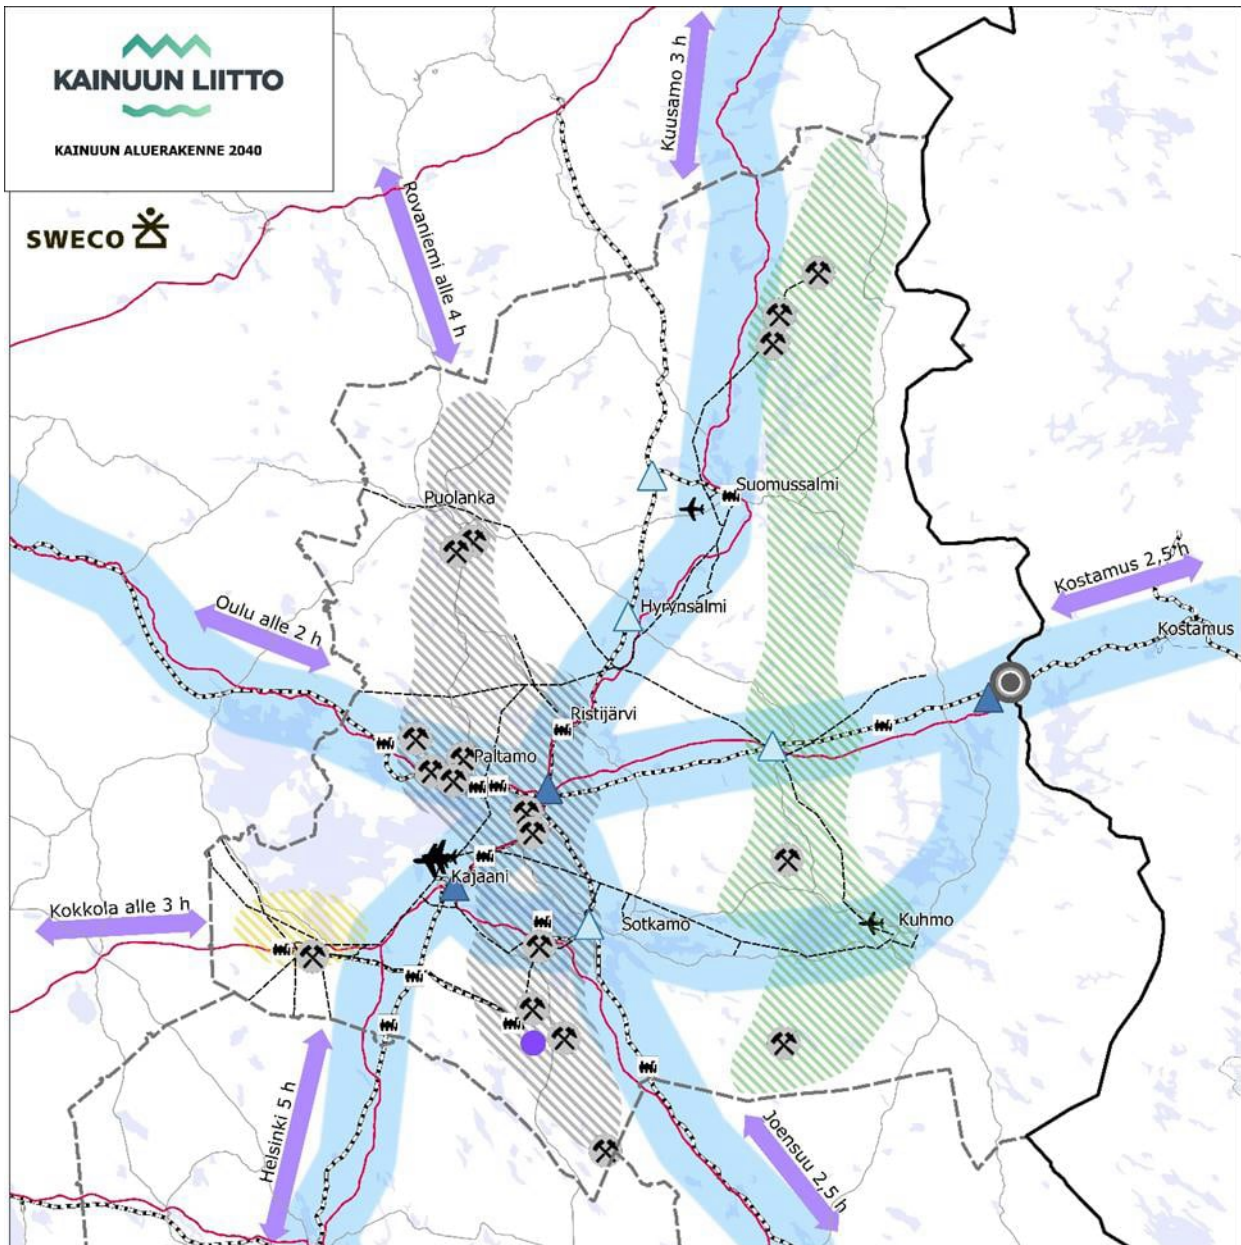 KAINUUN LIITTO
KAINUUN ALUERAKENNE 2040
SWECO
Kuusamo 3 h
Rovaniemi alle 4 h
Puolanka
Suomussalmi
Kostamus 2,5 h
Oulu alle 2 h
Hyrynsalmi
Kostamus
Ristijärvi
Paltamo
Kajaani
Kokkola alle 3 h
Sotkamo
Kuhmo
Helsinki 5 h
Joensuu 2,5 h